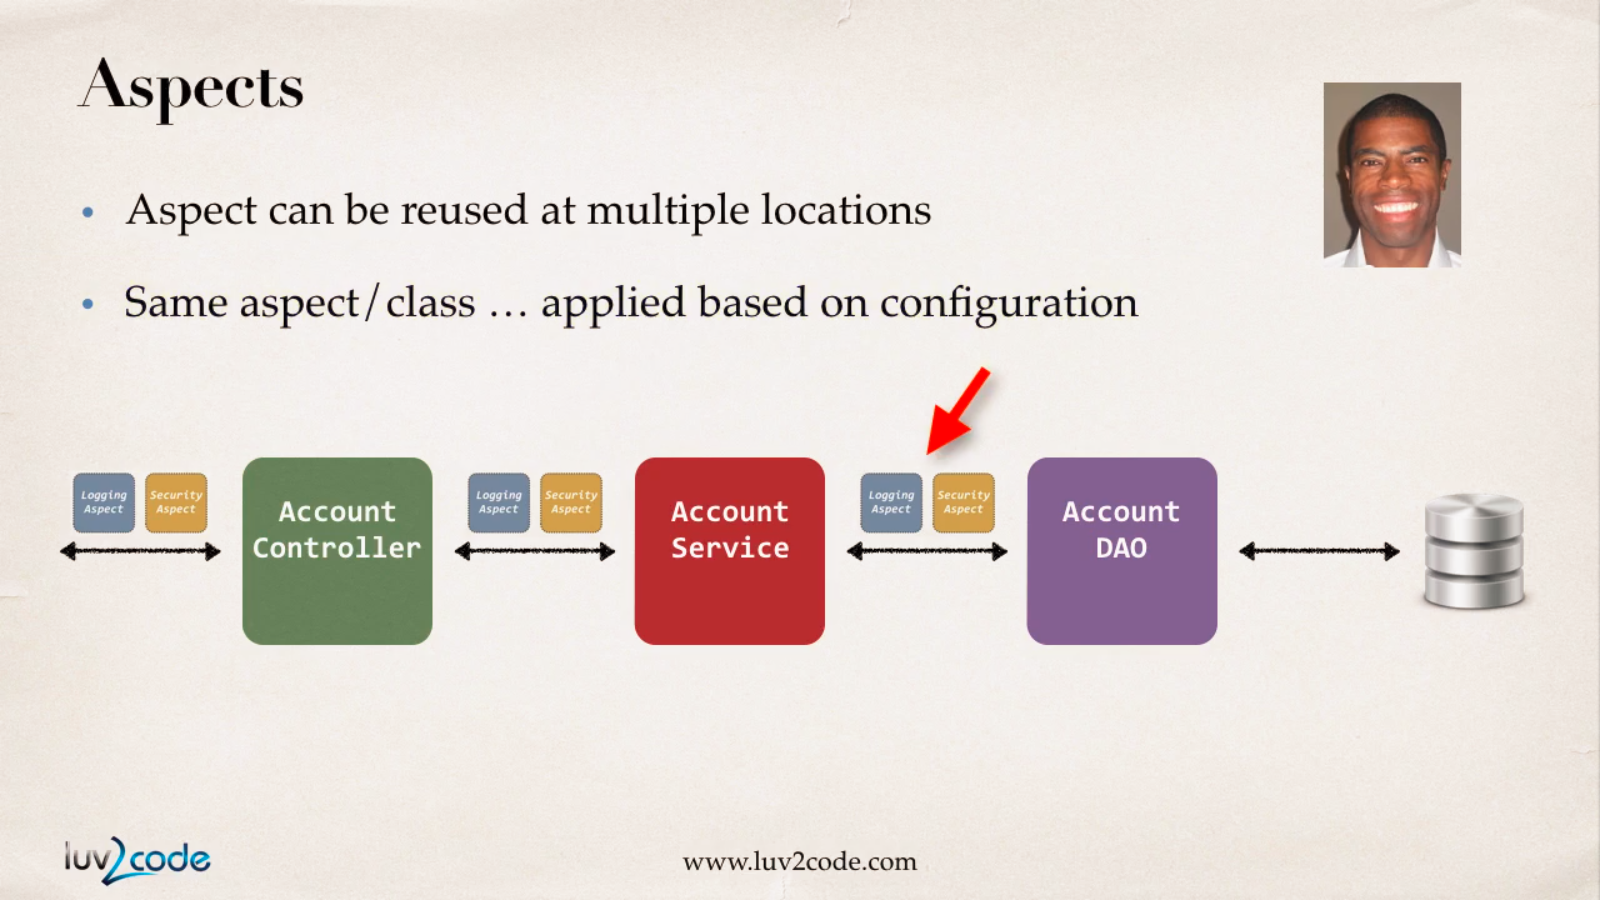 Aspects
• Aspect can be reused at multiple locations
• Same aspect/class … applied based on configuration
Logging
Aspect
Security
Aspect
Account
Controller
Logging
Aspect
Security
Aspect
Account
Service
Logging
Aspect
Security
Aspect
Account
DAO
luv2code
www.luv2code.com